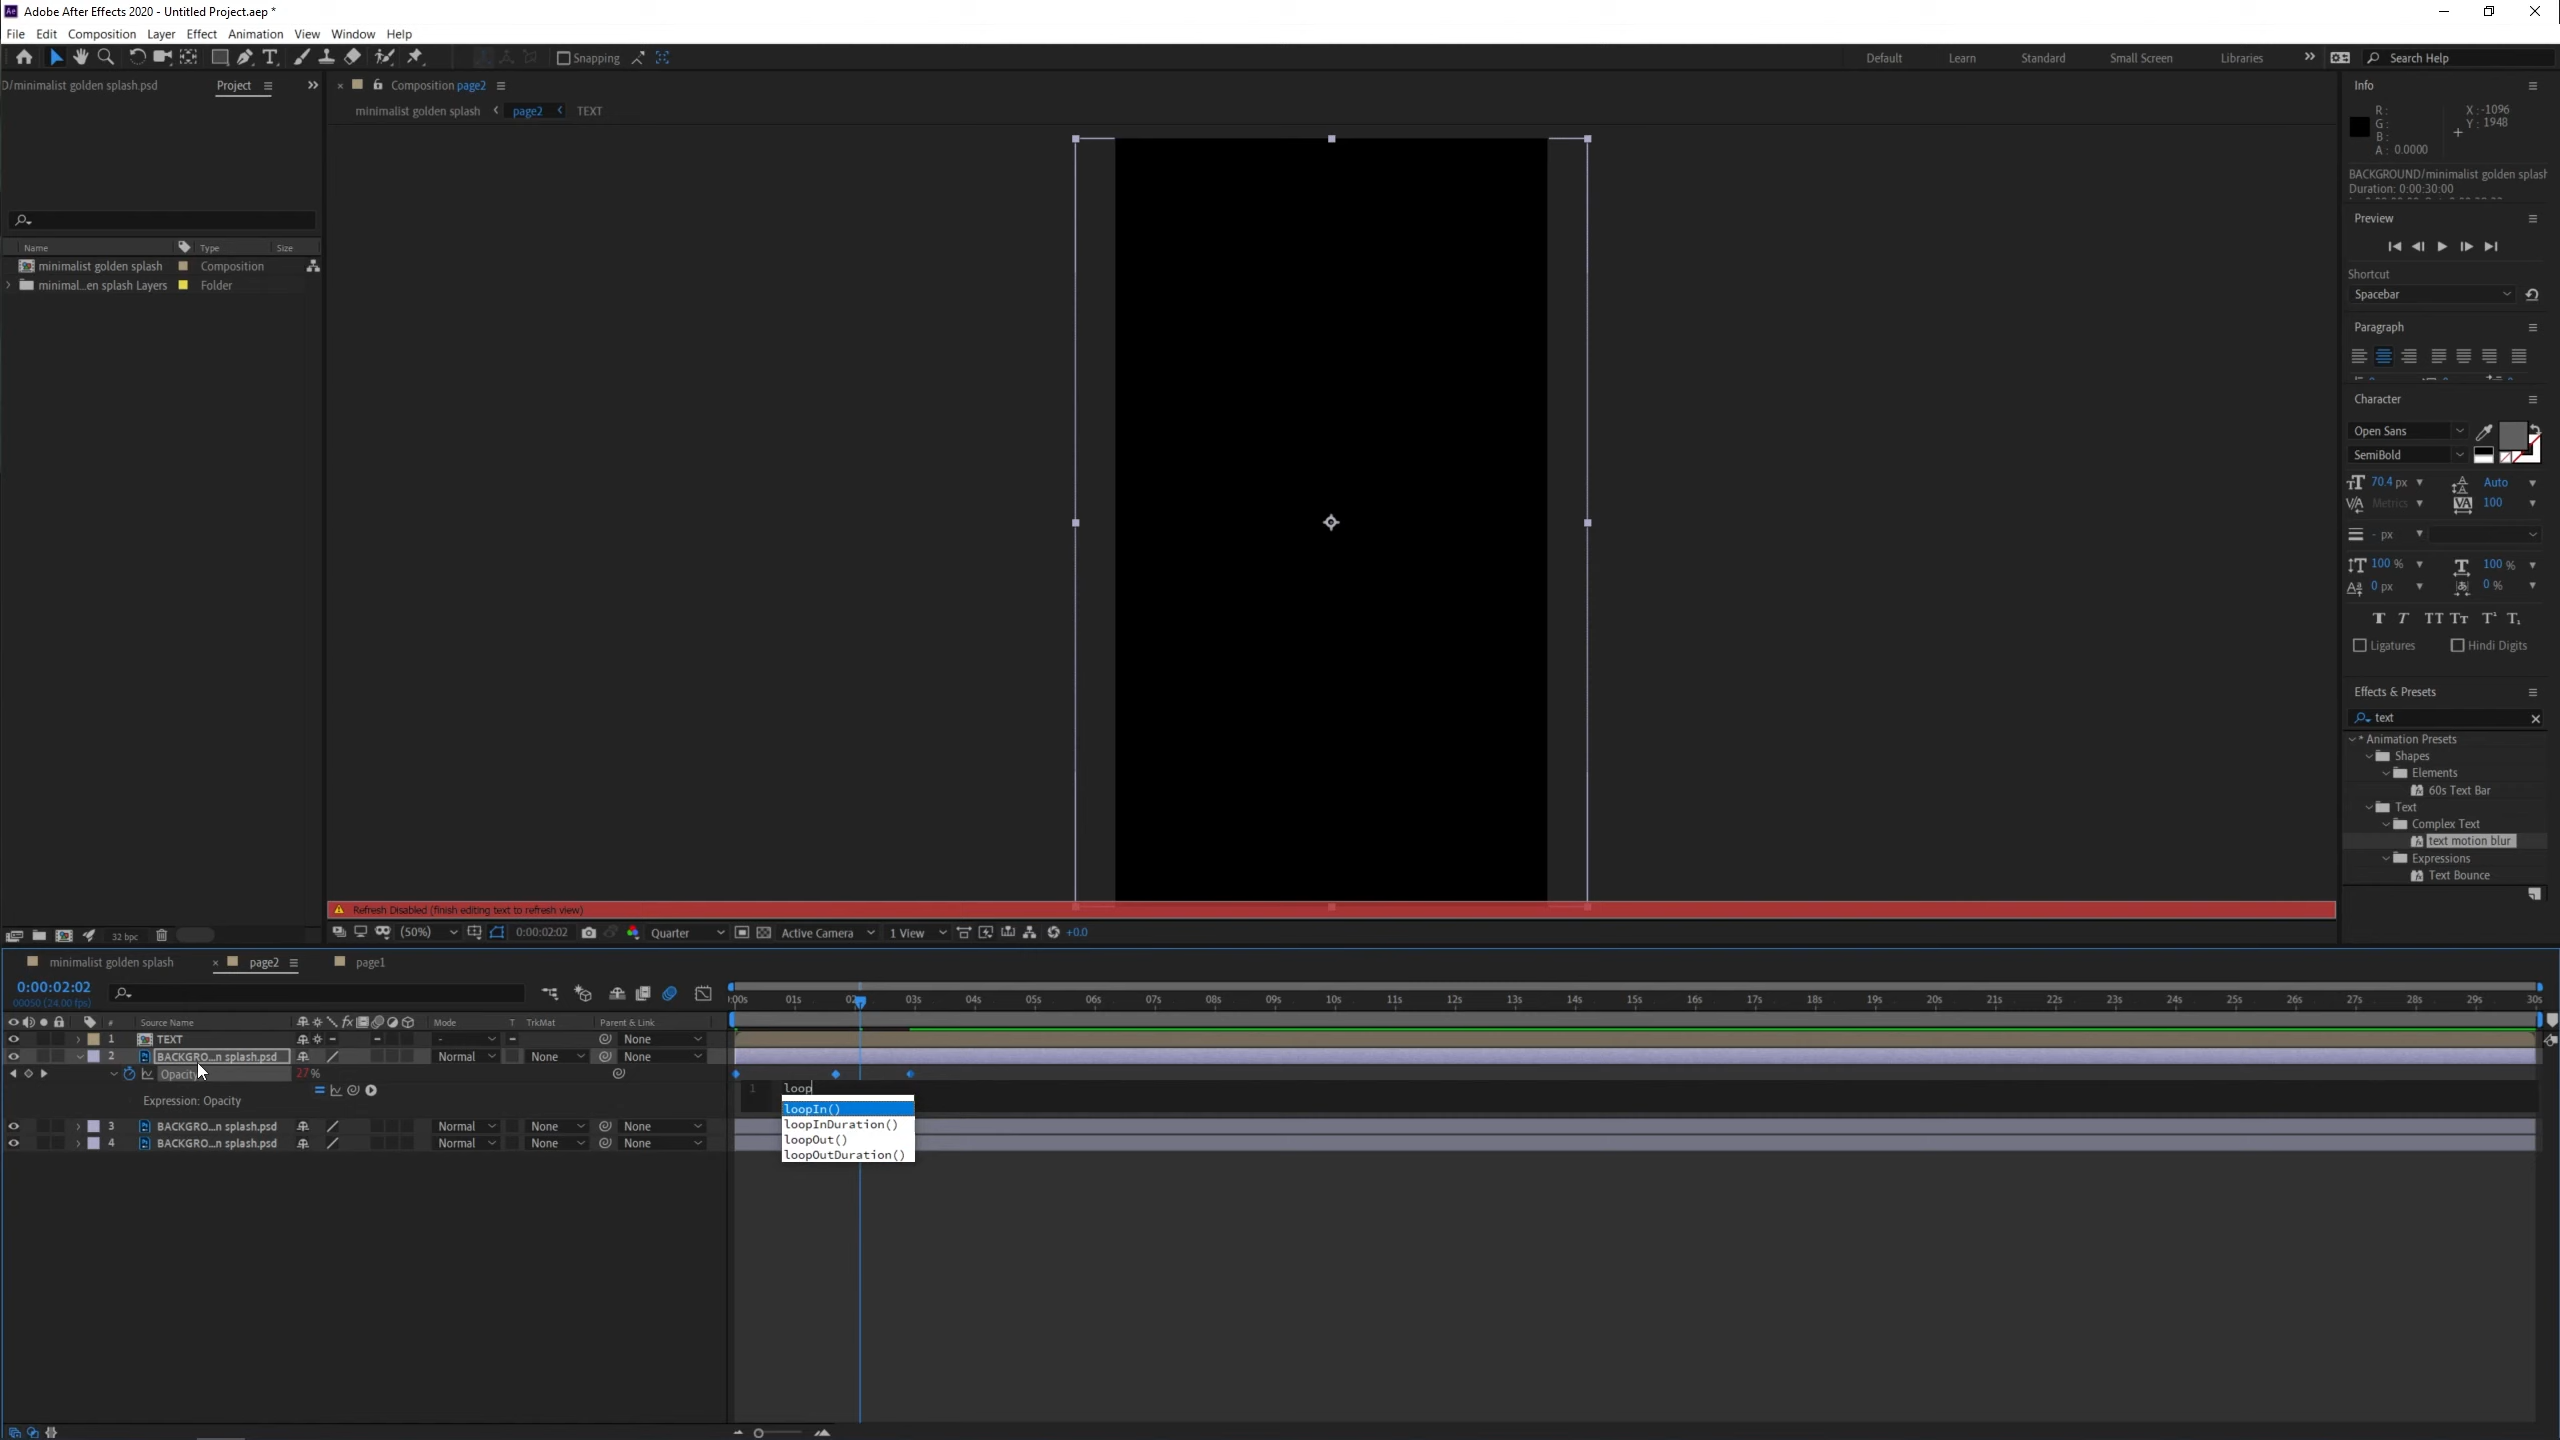 Adobe After Effects 2020 - Untitled Project.aep *
File Edit Composition Layer Effect Animation View Window Help
Snapping
Default Learn Standard Small Screen Libraries Search Help
D/minimalist golden splash.psd Project
Composition page2
minimalist golden splash page2 TEXT
Name Type Size
minimalist golden splash Composition
minimal...en splash Layers Folder
32 bpc
Refresh Disabled (finish editing text to refresh view)
(50%) 0:00:02:02 Quarter Active Camera 1 View +0.0
Info
R: X: -1096
G: Y: 1948
B:
A: 0.0000
BACKGROUND/minimalist golden splash
Duration: 0:00:30:00
Preview
Shortcut
Spacebar
Paragraph
Character
Open Sans
SemiBold
70.4 px Auto
Metrics 100
- px
100 % 100 %
0 px 0 %
Ligatures Hindi Digits
Effects & Presets
text
* Animation Presets
Shapes
Elements
60s Text Bar
Text
Complex Text
text motion blur
Expressions
Text Bounce
minimalist golden splash page2 page1
0:00:02:02
00050 (24.00 fps)
:00s 01s 02s 03s 04s 05s 06s 07s 08s 09s 10s 11s 12s 13s 14s 15s 16s 17s 18s 19s 20s 21s 22s 23s 24s 25s 26s 27s 28s 29s 30s
# Source Name Mode T TrkMat Parent & Link
1 TEXT - None
2 BACKGRO...n splash.psd Normal None None
Opacity 27 %
Expression: Opacity
1 loop
loopIn()
loopInDuration()
loopOut()
loopOutDuration()
3 BACKGRO...n splash.psd Normal None None
4 BACKGRO...n splash.psd Normal None None